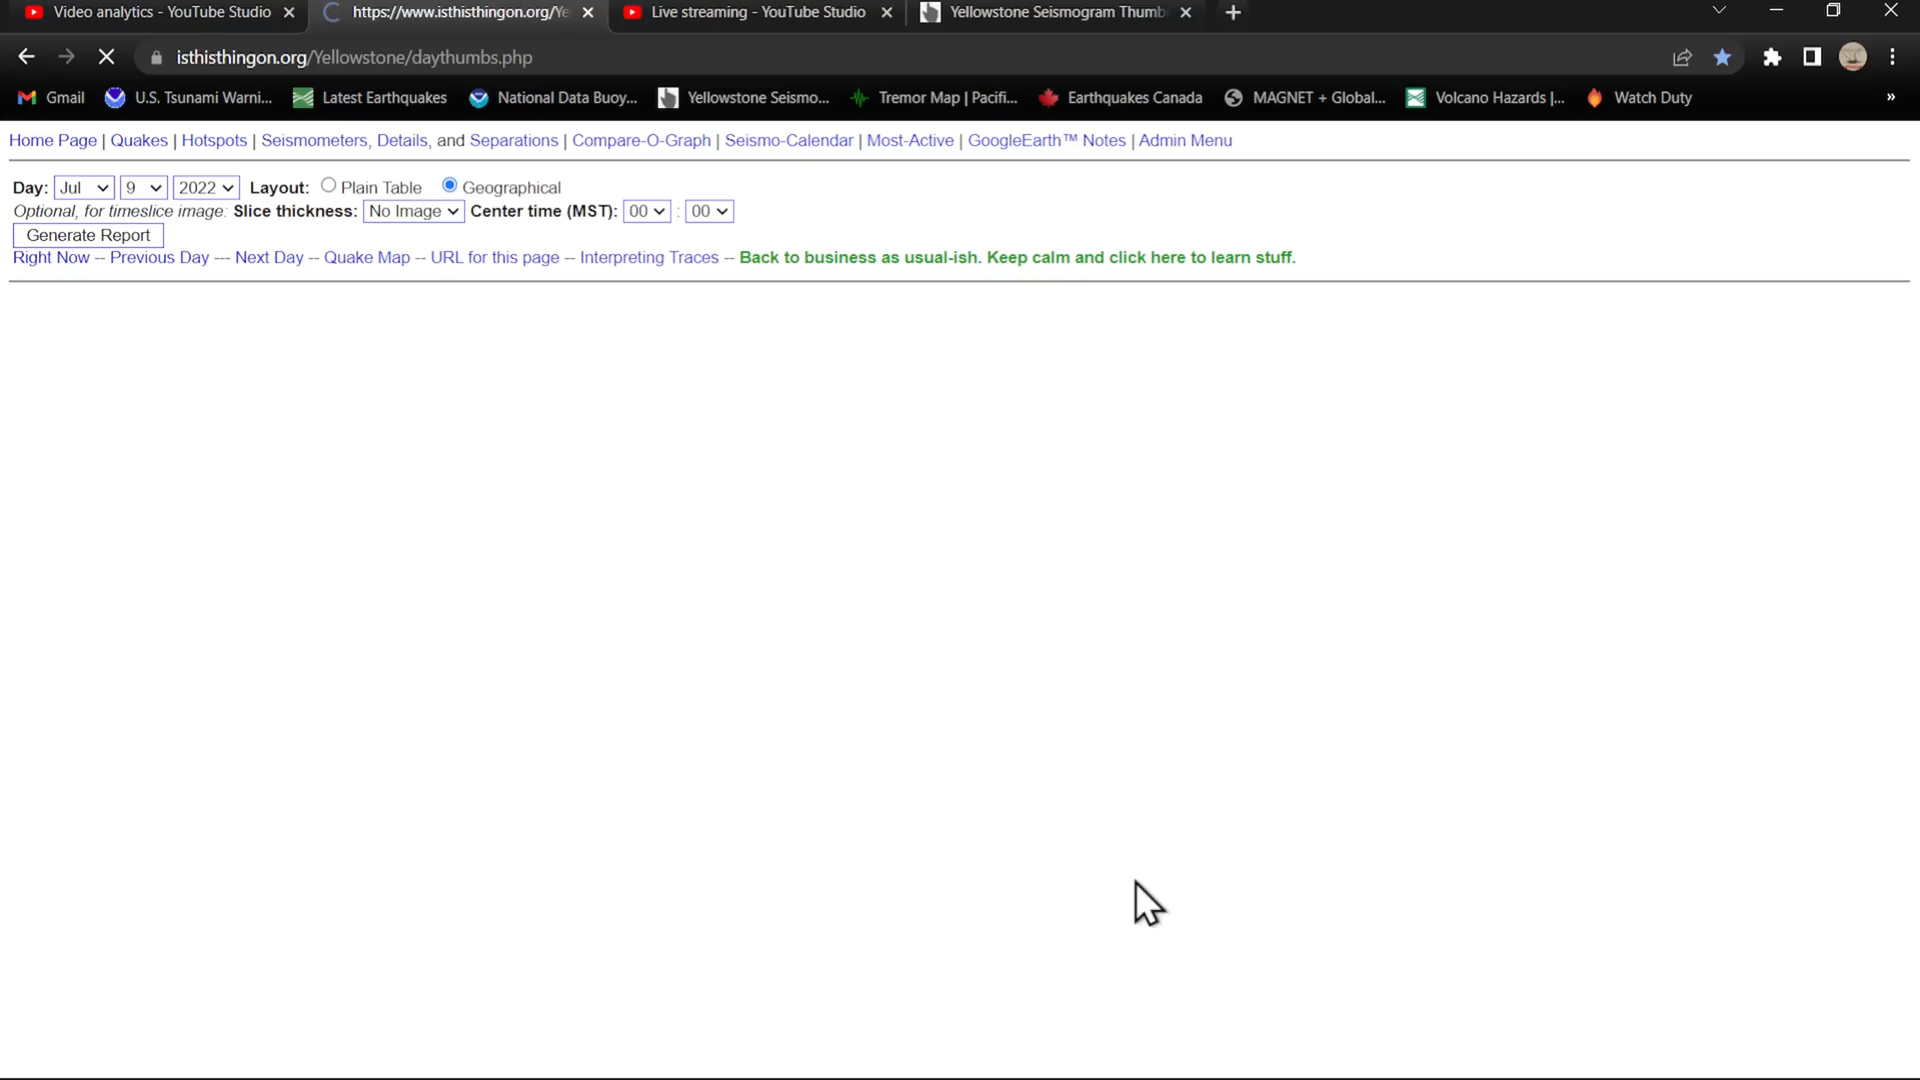 Video analytics - YouTube Studio
https://www.isthisthingon.org/Ye
Live streaming - YouTube Studio
Yellowstone Seismogram Thumb
isthisthingon.org/Yellowstone/daythumbs.php
Gmail U.S. Tsunami Warni... Latest Earthquakes National Data Buoy... Yellowstone Seismo... Tremor Map | Pacifi... Earthquakes Canada MAGNET + Global... Volcano Hazards |... Watch Duty »
Home Page | Quakes | Hotspots | Seismometers, Details, and Separations | Compare-O-Graph | Seismo-Calendar | Most-Active | GoogleEarth™ Notes | Admin Menu
Day: Jul 9 2022 Layout: Plain Table Geographical
Optional, for timeslice image: Slice thickness: No Image Center time (MST): 00 : 00
Generate Report
Right Now -- Previous Day --- Next Day -- Quake Map -- URL for this page -- Interpreting Traces -- Back to business as usual-ish. Keep calm and click here to learn stuff.